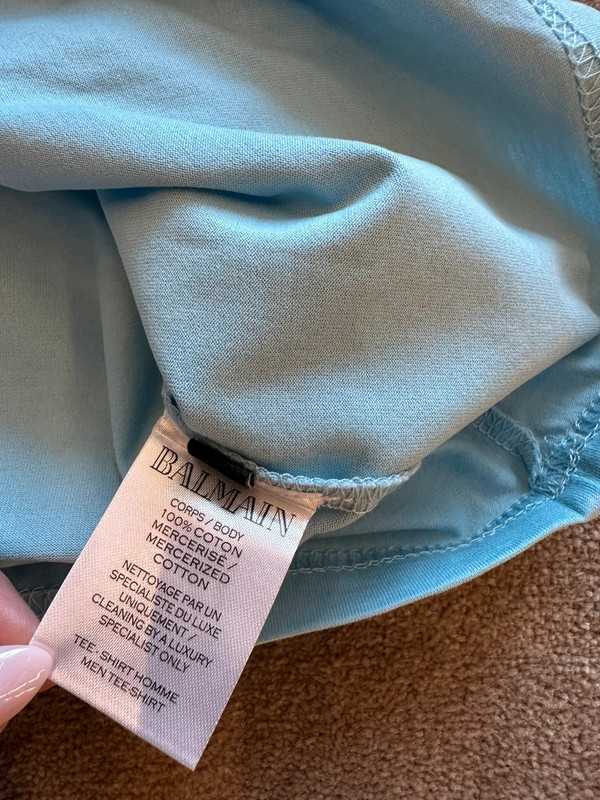 BALMAIN
CORPS / BODY
100% COTON
MERCERISE /
MERCERIZED
COTTON
NETTOYAGE PAR UN
SPECIALISTE DU LUXE
UNIQUEMENT /
CLEANING BY A LUXURY
SPECIALIST ONLY
TEE-SHIRT HOMME
MEN TEE-SHIRT